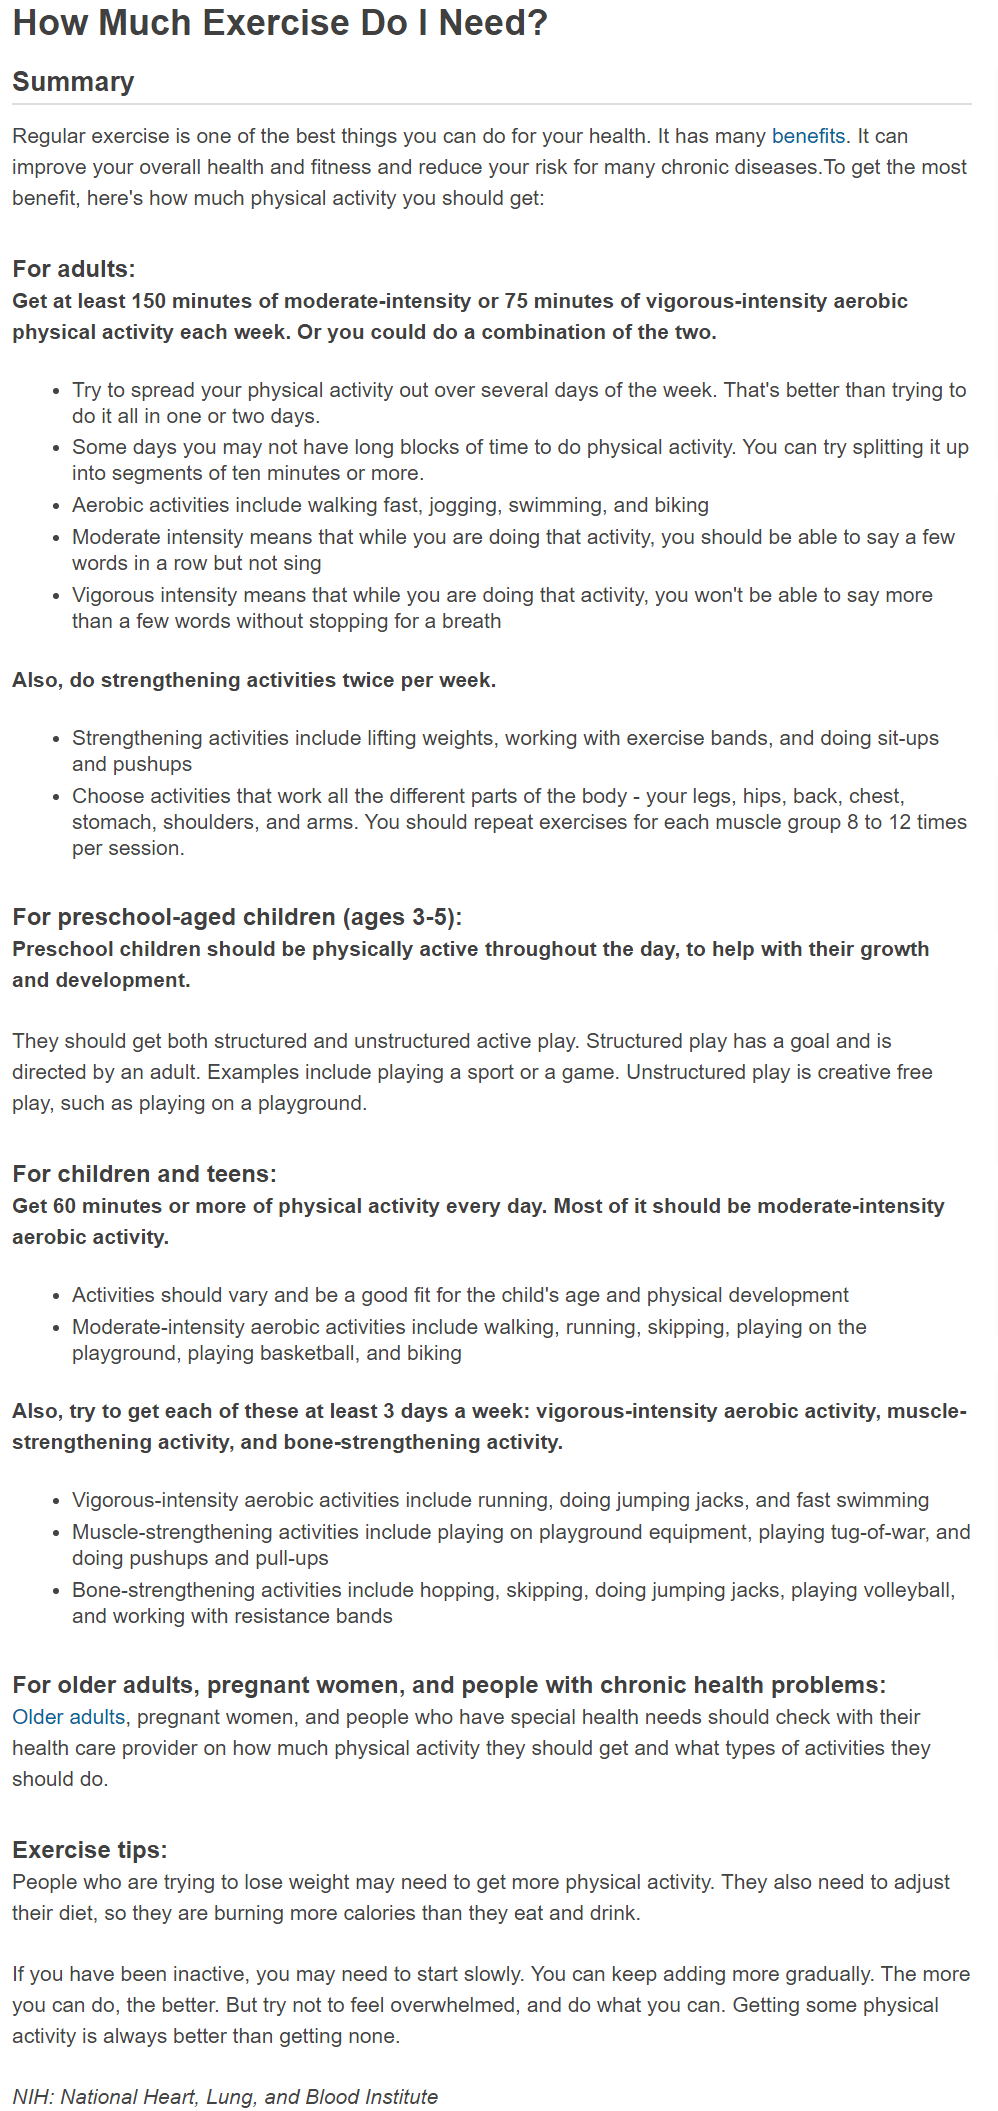 How Much Exercise Do I Need?
Summary
Regular exercise is one of the best things you can do for your health. It has many benefits. It can
improve your overall health and fitness and reduce your risk for many chronic diseases.To get the most
benefit, here's how much physical activity you should get:
For adults:
Get at least 150 minutes of moderate-intensity or 75 minutes of vigorous-intensity aerobic
physical activity each week. Or you could do a combination of the two.
• Try to spread your physical activity out over several days of the week. That's better than trying to
do it all in one or two days.
• Some days you may not have long blocks of time to do physical activity. You can try splitting it up
into segments of ten minutes or more.
• Aerobic activities include walking fast, jogging, swimming, and biking
• Moderate intensity means that while you are doing that activity, you should be able to say a few
words in a row but not sing
• Vigorous intensity means that while you are doing that activity, you won't be able to say more
than a few words without stopping for a breath
Also, do strengthening activities twice per week.
• Strengthening activities include lifting weights, working with exercise bands, and doing sit-ups
and pushups
• Choose activities that work all the different parts of the body - your legs, hips, back, chest,
stomach, shoulders, and arms. You should repeat exercises for each muscle group 8 to 12 times
per session.
For preschool-aged children (ages 3-5):
Preschool children should be physically active throughout the day, to help with their growth
and development.
They should get both structured and unstructured active play. Structured play has a goal and is
directed by an adult. Examples include playing a sport or a game. Unstructured play is creative free
play, such as playing on a playground.
For children and teens:
Get 60 minutes or more of physical activity every day. Most of it should be moderate-intensity
aerobic activity.
• Activities should vary and be a good fit for the child's age and physical development
• Moderate-intensity aerobic activities include walking, running, skipping, playing on the
playground, playing basketball, and biking
Also, try to get each of these at least 3 days a week: vigorous-intensity aerobic activity, muscle-
strengthening activity, and bone-strengthening activity.
• Vigorous-intensity aerobic activities include running, doing jumping jacks, and fast swimming
• Muscle-strengthening activities include playing on playground equipment, playing tug-of-war, and
doing pushups and pull-ups
• Bone-strengthening activities include hopping, skipping, doing jumping jacks, playing volleyball,
and working with resistance bands
For older adults, pregnant women, and people with chronic health problems:
Older adults, pregnant women, and people who have special health needs should check with their
health care provider on how much physical activity they should get and what types of activities they
should do.
Exercise tips:
People who are trying to lose weight may need to get more physical activity. They also need to adjust
their diet, so they are burning more calories than they eat and drink.
If you have been inactive, you may need to start slowly. You can keep adding more gradually. The more
you can do, the better. But try not to feel overwhelmed, and do what you can. Getting some physical
activity is always better than getting none.
NIH: National Heart, Lung, and Blood Institute